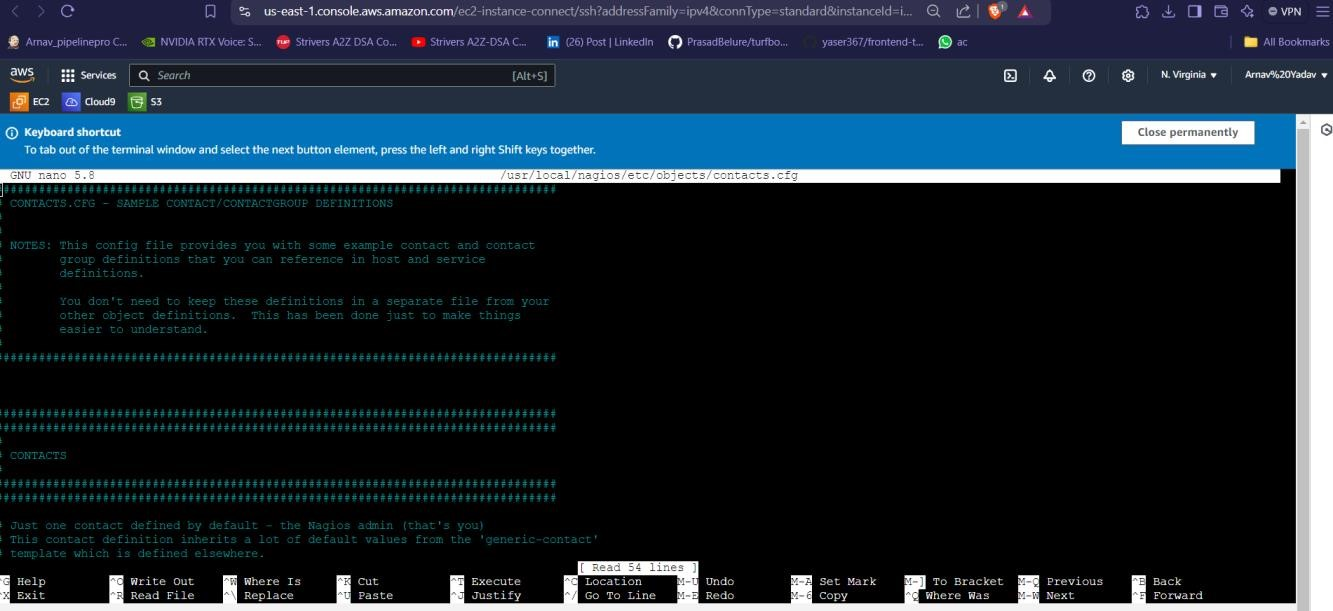 us-east-1.console.aws.amazon.com/ec2-instance-connect/ssh?addressFamily=ipv4&connType=standard&instanceId=i...
1
VPN
Arnav_pipelinepro C... NVIDIA RTX Voice: S... TUF Strivers A2Z DSA Co... Strivers A2Z-DSA C... in (26) Post | LinkedIn PrasadBelure/turfbo... yaser367/frontend-t... ac All Bookmarks
aws Services Search [Alt+S] N. Virginia Arnav%20Yadav
EC2 Cloud9 S3
Keyboard shortcut
To tab out of the terminal window and select the next button element, press the left and right Shift keys together.
Close permanently
GNU nano 5.8 /usr/local/nagios/etc/objects/contacts.cfg
###############################################################################
# CONTACTS.CFG - SAMPLE CONTACT/CONTACTGROUP DEFINITIONS
#
#
# NOTES: This config file provides you with some example contact and contact
# group definitions that you can reference in host and service
# definitions.
#
# You don't need to keep these definitions in a separate file from your
# other object definitions. This has been done just to make things
# easier to understand.
#
###############################################################################
###############################################################################
###############################################################################
#
# CONTACTS
#
###############################################################################
###############################################################################
# Just one contact defined by default - the Nagios admin (that's you)
# This contact definition inherits a lot of default values from the 'generic-contact'
# template which is defined elsewhere.
[ Read 54 lines ]
^G Help ^O Write Out ^W Where Is ^K Cut ^T Execute ^C Location M-U Undo M-A Set Mark M-] To Bracket M-Q Previous ^B Back
^X Exit ^R Read File ^\ Replace ^U Paste ^J Justify ^/ Go To Line M-E Redo M-6 Copy ^Q Where Was M-W Next ^F Forward